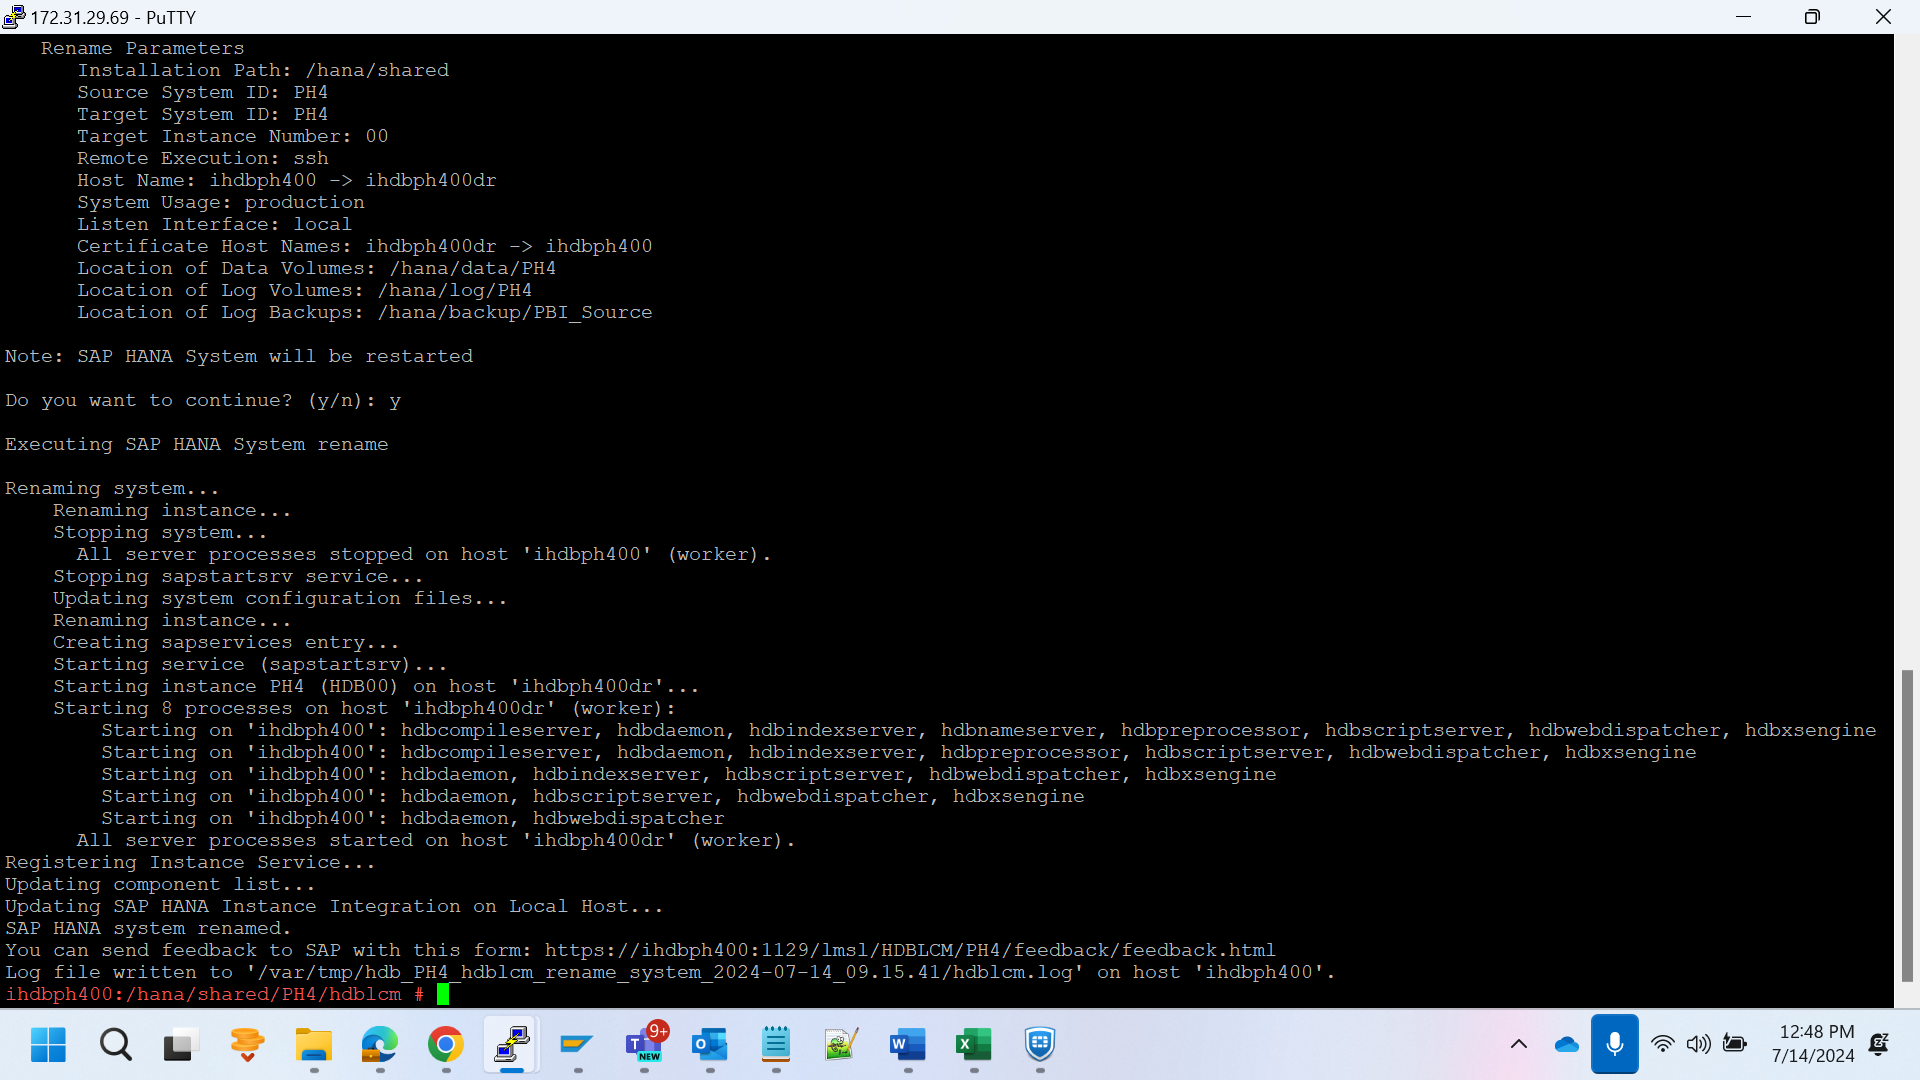 172.31.29.69 - PuTTY
Rename Parameters
Installation Path: /hana/shared
Source System ID: PH4
Target System ID: PH4
Target Instance Number: 00
Remote Execution: ssh
Host Name: ihdbph400 -> ihdbph400dr
System Usage: production
Listen Interface: local
Certificate Host Names: ihdbph400dr -> ihdbph400
Location of Data Volumes: /hana/data/PH4
Location of Log Volumes: /hana/log/PH4
Location of Log Backups: /hana/backup/PBI_Source
Note: SAP HANA System will be restarted
Do you want to continue? (y/n): y
Executing SAP HANA System rename
Renaming system...
Renaming instance...
Stopping system...
All server processes stopped on host 'ihdbph400' (worker).
Stopping sapstartsrv service...
Updating system configuration files...
Renaming instance...
Creating sapservices entry...
Starting service (sapstartsrv)...
Starting instance PH4 (HDB00) on host 'ihdbph400dr'...
Starting 8 processes on host 'ihdbph400dr' (worker):
Starting on 'ihdbph400': hdbcompileserver, hdbdaemon, hdbindexserver, hdbnameserver, hdbpreprocessor, hdbscriptserver, hdbwebdispatcher, hdbxsengine
Starting on 'ihdbph400': hdbcompileserver, hdbdaemon, hdbindexserver, hdbpreprocessor, hdbscriptserver, hdbwebdispatcher, hdbxsengine
Starting on 'ihdbph400': hdbdaemon, hdbindexserver, hdbscriptserver, hdbwebdispatcher, hdbxsengine
Starting on 'ihdbph400': hdbdaemon, hdbscriptserver, hdbwebdispatcher, hdbxsengine
Starting on 'ihdbph400': hdbdaemon, hdbwebdispatcher
All server processes started on host 'ihdbph400dr' (worker).
Registering Instance Service...
Updating component list...
Updating SAP HANA Instance Integration on Local Host...
SAP HANA system renamed.
You can send feedback to SAP with this form: https://ihdbph400:1129/lmsl/HDBLCM/PH4/feedback/feedback.html
Log file written to '/var/tmp/hdb_PH4_hdblcm_rename_system_2024-07-14_09.15.41/hdblcm.log' on host 'ihdbph400'.
ihdbph400:/hana/shared/PH4/hdblcm #
9+
NEW
12:48 PM
7/14/2024